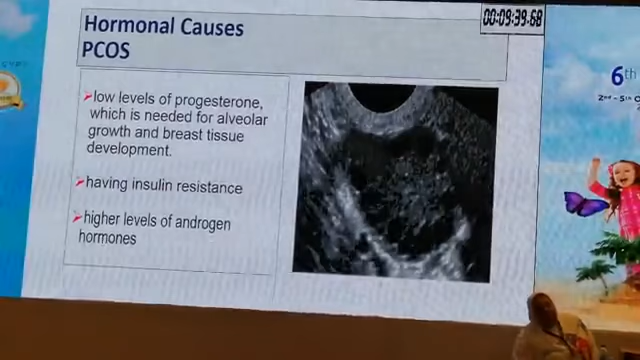 00:09:39.68
Hormonal Causes
PCOS
6th
low levels of progesterone,
which is needed for alveolar
growth and breast tissue
development.
having insulin resistance
higher levels of androgen
hormones